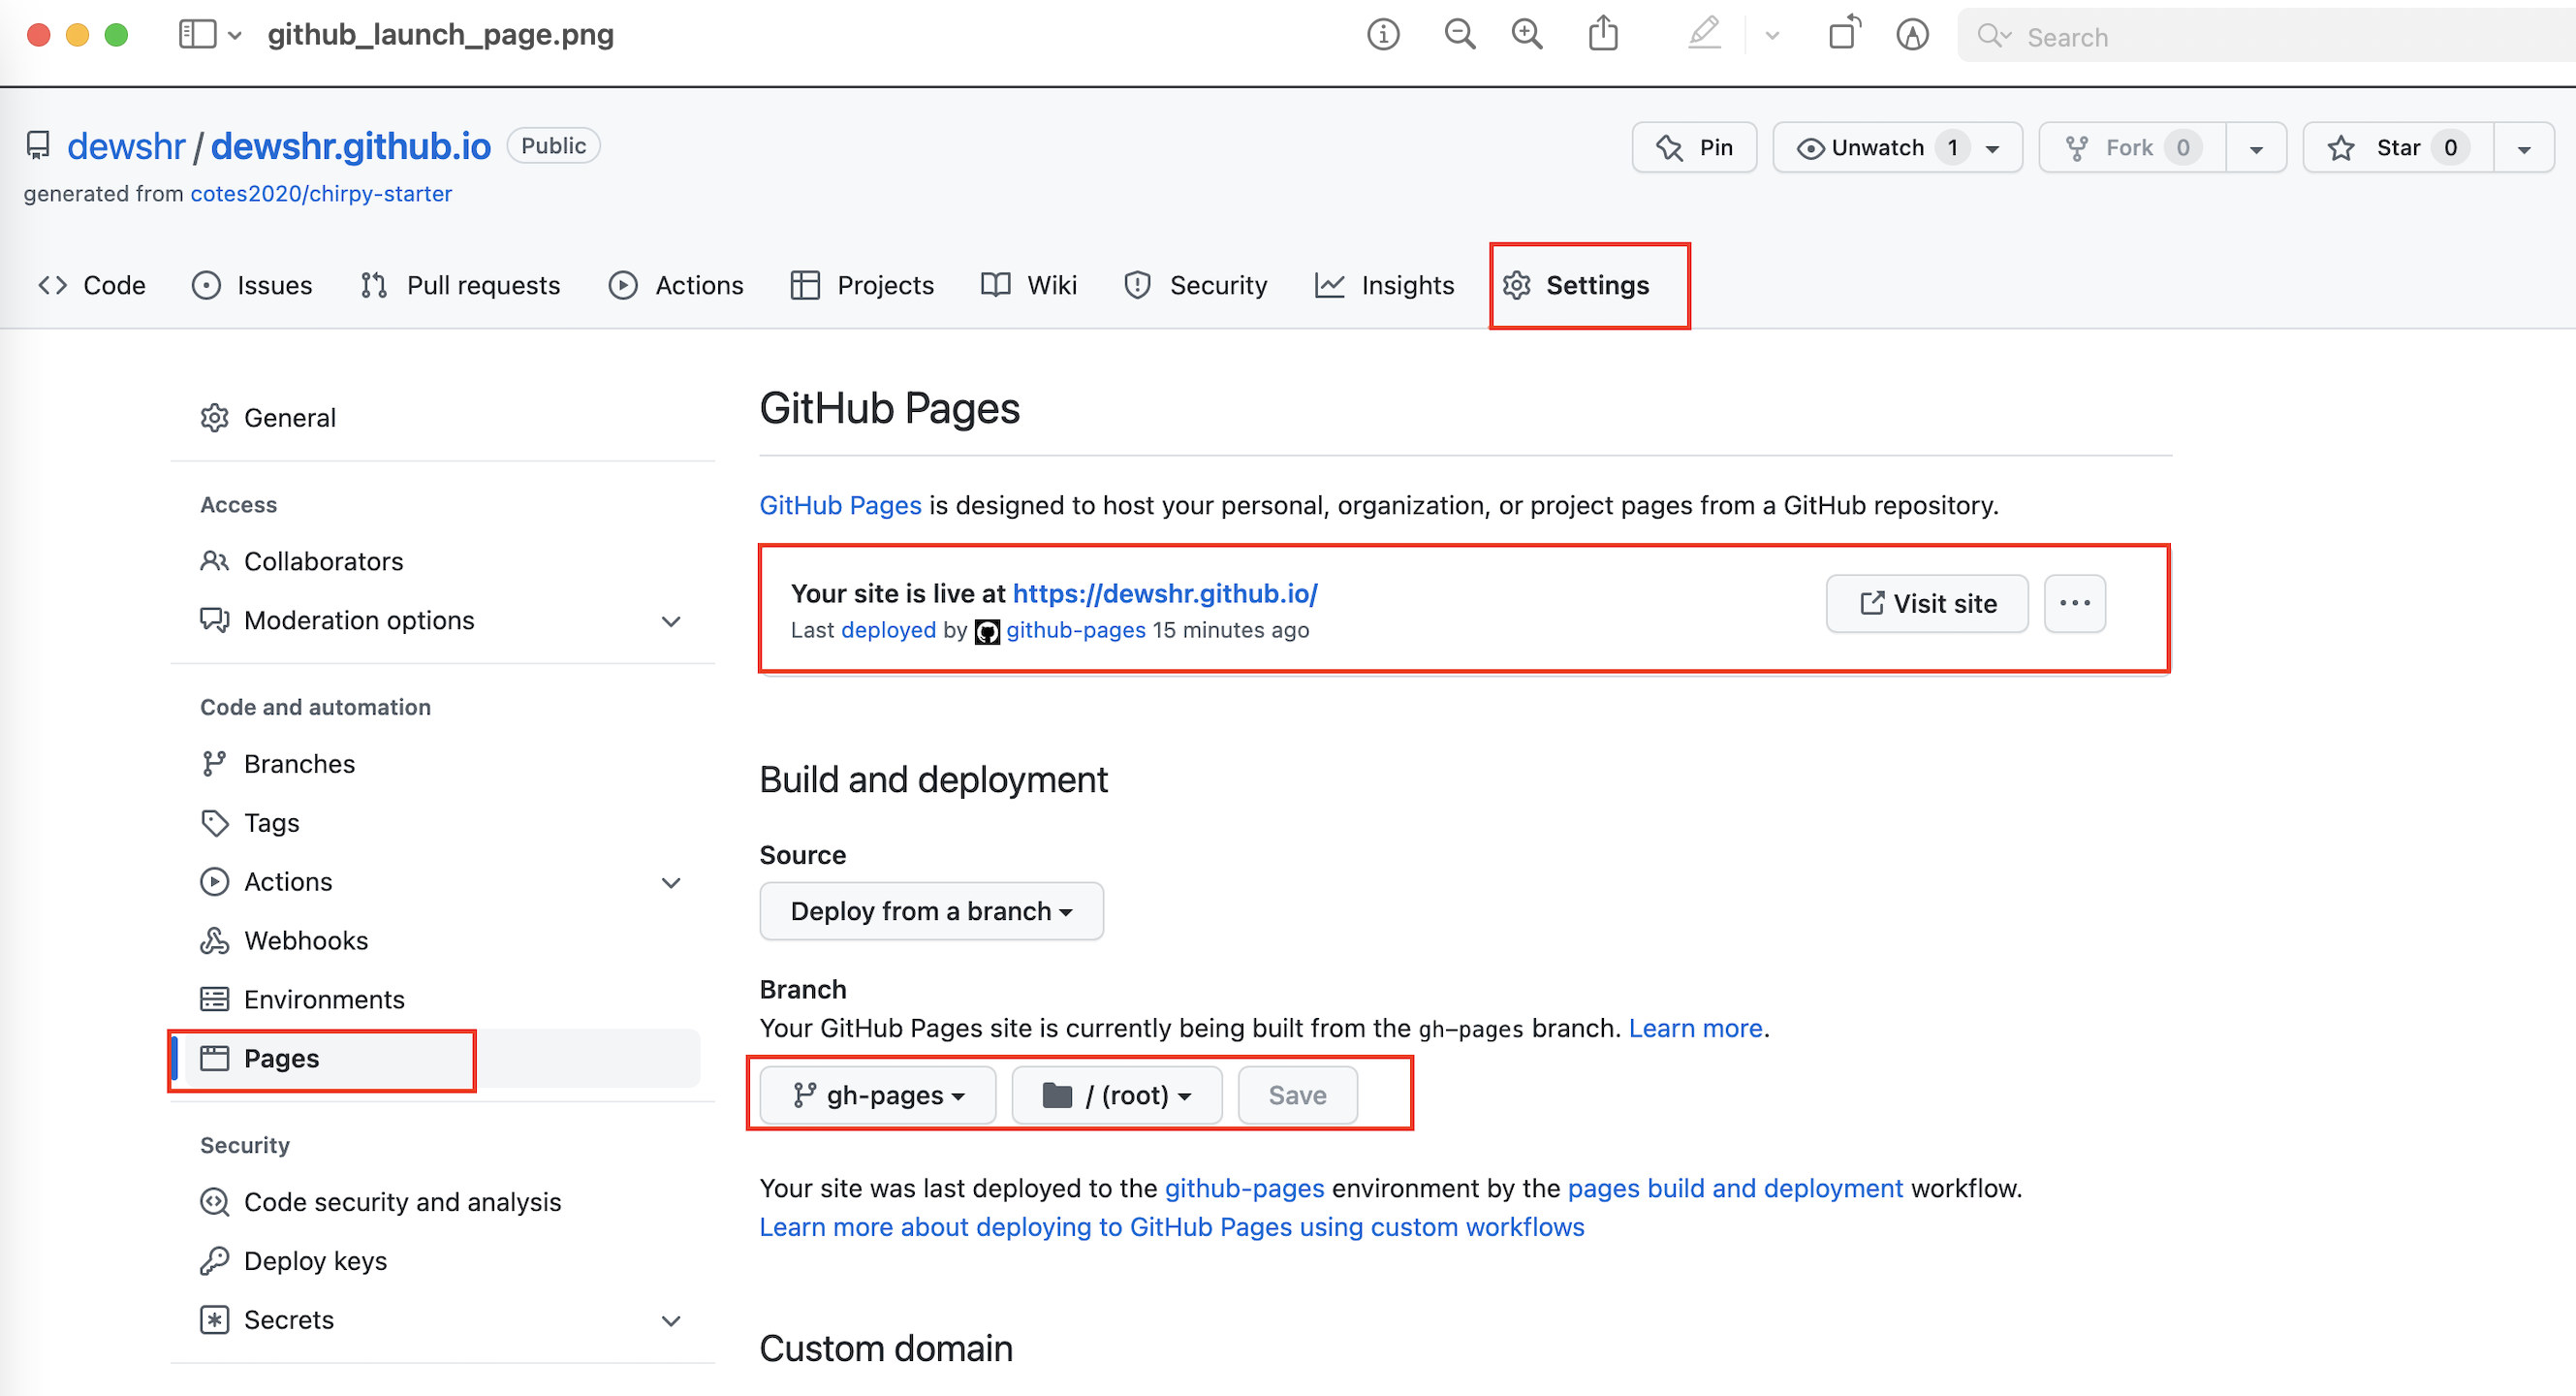 github_launch_page.png
Search
dewshr / dewshr.github.io Public
Pin
Unwatch 1
Fork 0
Star 0
generated from cotes2020/chirpy-starter
Code
Issues
Pull requests
Actions
Projects
Wiki
Security
Insights
Settings
General
Access
Collaborators
Moderation options
Code and automation
Branches
Tags
Actions
Webhooks
Environments
Pages
Security
Code security and analysis
Deploy keys
Secrets
GitHub Pages
GitHub Pages is designed to host your personal, organization, or project pages from a GitHub repository.
Your site is live at https://dewshr.github.io/
Last deployed by github-pages 15 minutes ago
Visit site
Build and deployment
Source
Deploy from a branch
Branch
Your GitHub Pages site is currently being built from the gh-pages branch. Learn more.
gh-pages
/ (root)
Save
Your site was last deployed to the github-pages environment by the pages build and deployment workflow.
Learn more about deploying to GitHub Pages using custom workflows
Custom domain